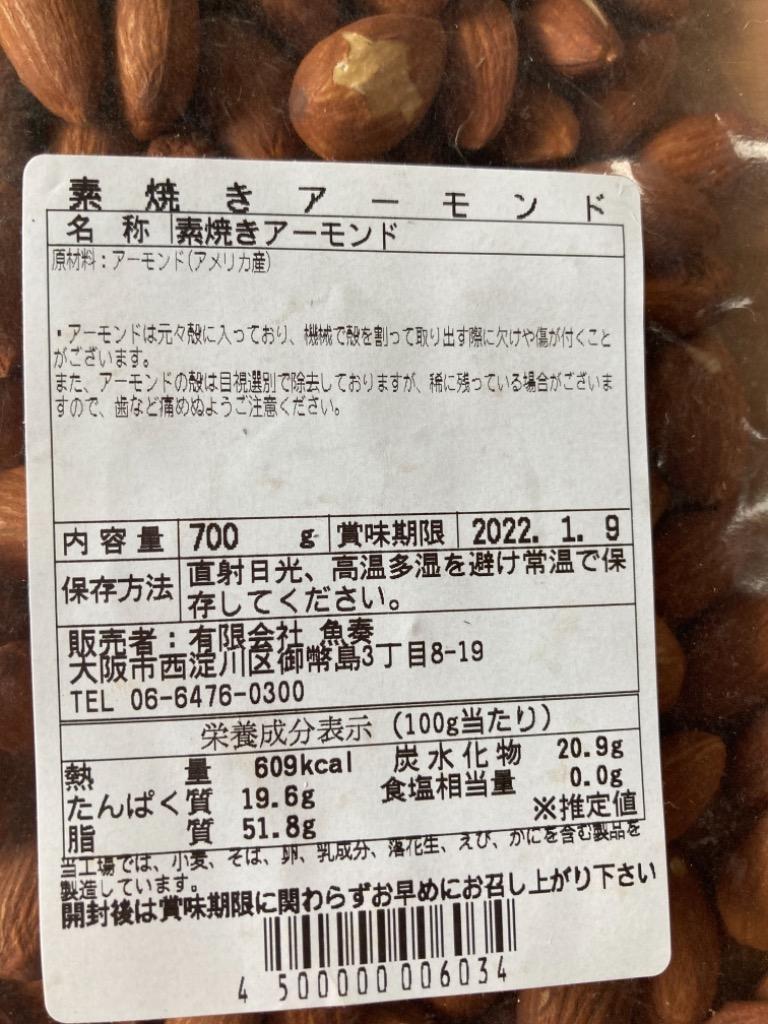 素焼きアーモンド
名称 素焼きアーモンド
原材料：アーモンド(アメリカ産)
・アーモンドは元々殻に入っており、機械で殻を割って取り出す際に欠けや傷が付くこと
がございます。
また、アーモンドの殻は目視選別で除去しておりますが、稀に残っている場合がございま
すので、歯など痛めぬようご注意ください。
内容量 700 g 賞味期限 2022. 1. 9
保存方法 直射日光、高温多湿を避け常温で保
存してください。
販売者：有限会社 魚奏
大阪市西淀川区御幣島3丁目8-19
TEL 06-6476-0300
栄養成分表示 (100g当たり)
熱量 609kcal 炭水化物 20.9g
たんぱく質 19.6g 食塩相当量 0.0g
脂質 51.8g ※推定値
当工場では、小麦、そば、卵、乳成分、落花生、えび、かにを含む製品を
製造しています。
開封後は賞味期限に関わらずお早めにお召し上がり下さい
4 500000 006034